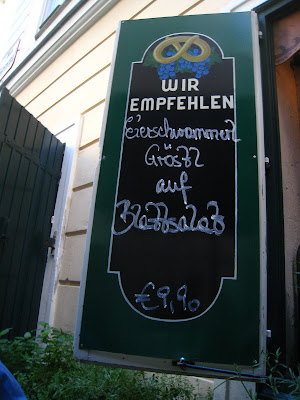 WIR
EMPFEHLEN
Eierschwammerl
Gröstl
auf
Blattsalat
€9,90